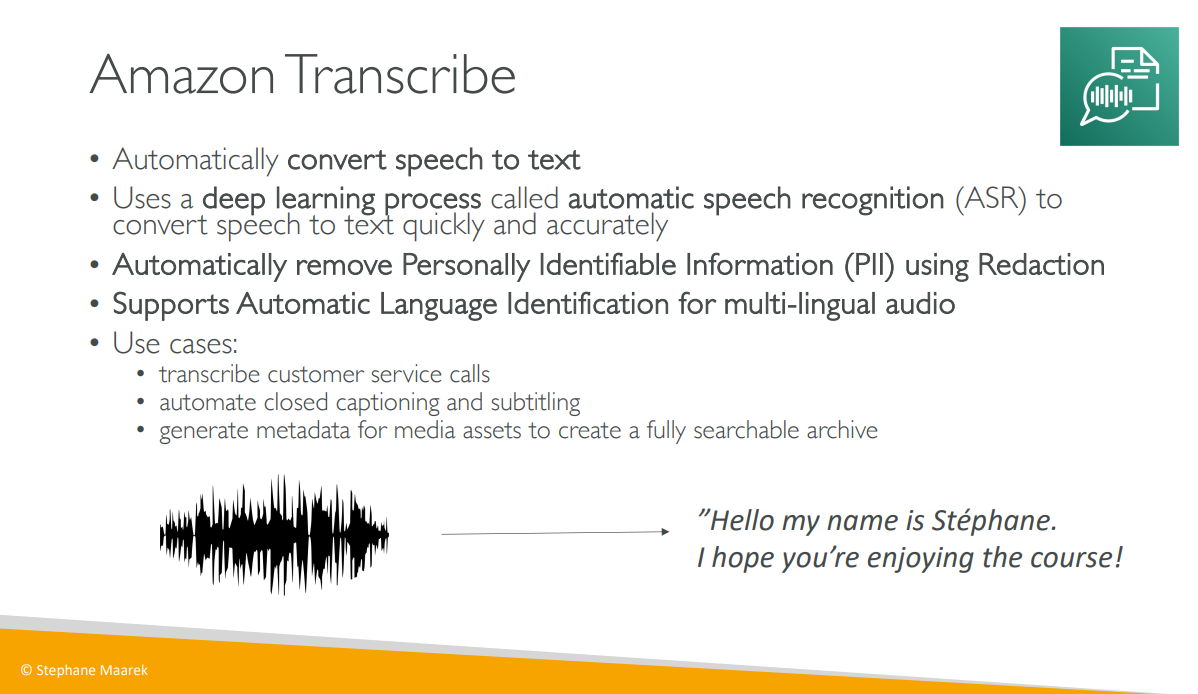 Amazon Transcribe
• Automatically convert speech to text
• Uses a deep learning process called automatic speech recognition (ASR) to
convert speech to text quickly and accurately
• Automatically remove Personally Identifiable Information (PII) using Redaction
• Supports Automatic Language Identification for multi-lingual audio
• Use cases:
• transcribe customer service calls
• automate closed captioning and subtitling
• generate metadata for media assets to create a fully searchable archive
”Hello my name is Stéphane.
I hope you’re enjoying the course!
© Stephane Maarek